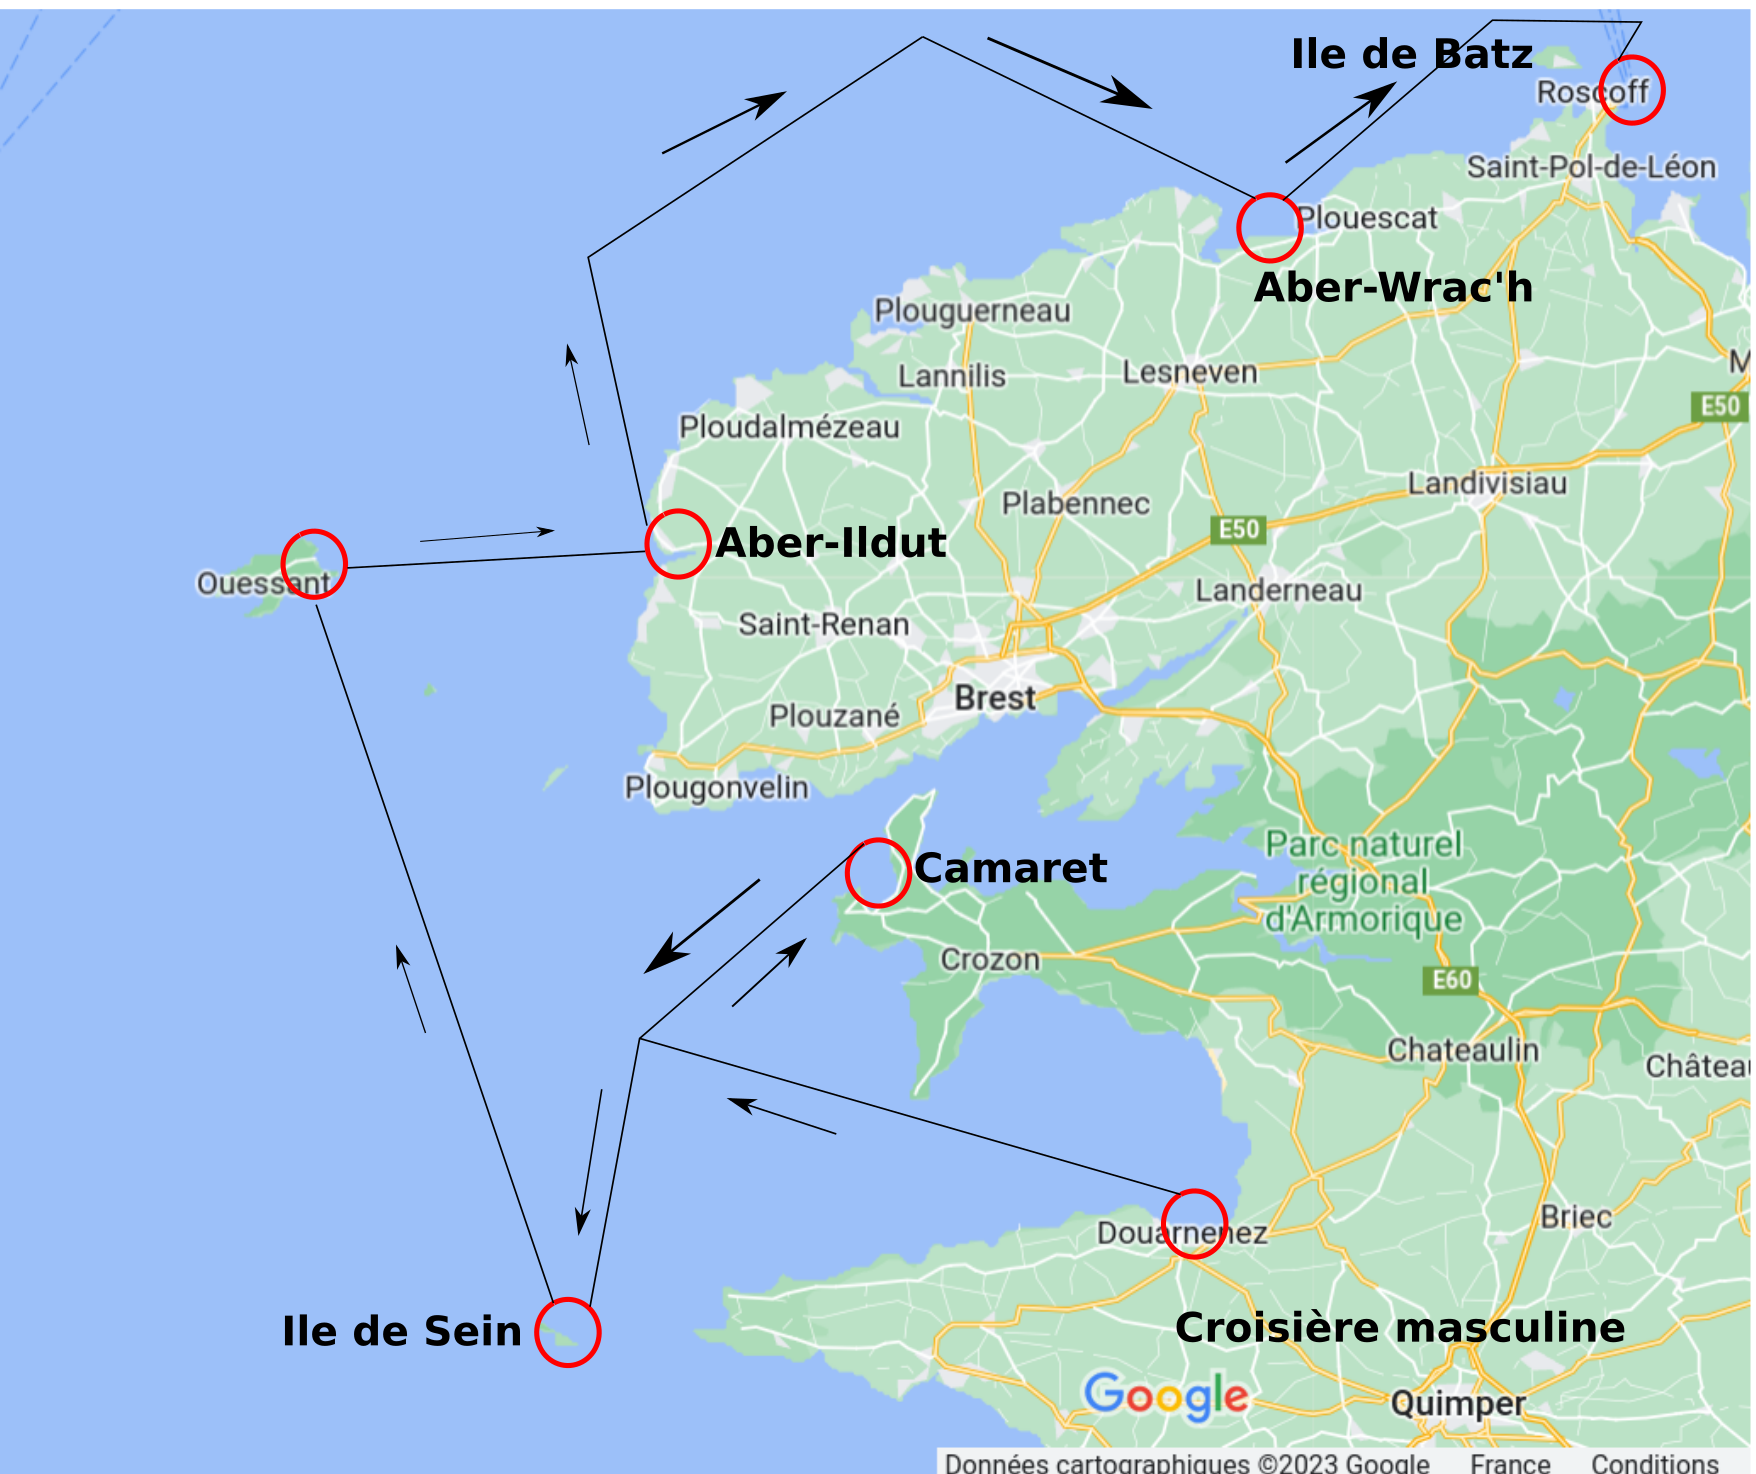 Ile de Batz
Roscoff
Saint-Pol-de-Léon
Plouescat
Aber-Wrac'h
Plouguerneau
Lannilis
Lesneven
M
E50
Ploudalmézeau
Landivisiau
Plabennec
E50
Aber-Ildut
Ouessant
Landerneau
Saint-Renan
Brest
Plouzané
Plougonvelin
Parc naturel
régional
d'Armorique
Camaret
Crozon
E60
Chateaulin
Châteaul
Briec
Douarnenez
Ile de Sein
Croisière masculine
Google
Quimper
Données cartographiques ©2023 Google France Conditions